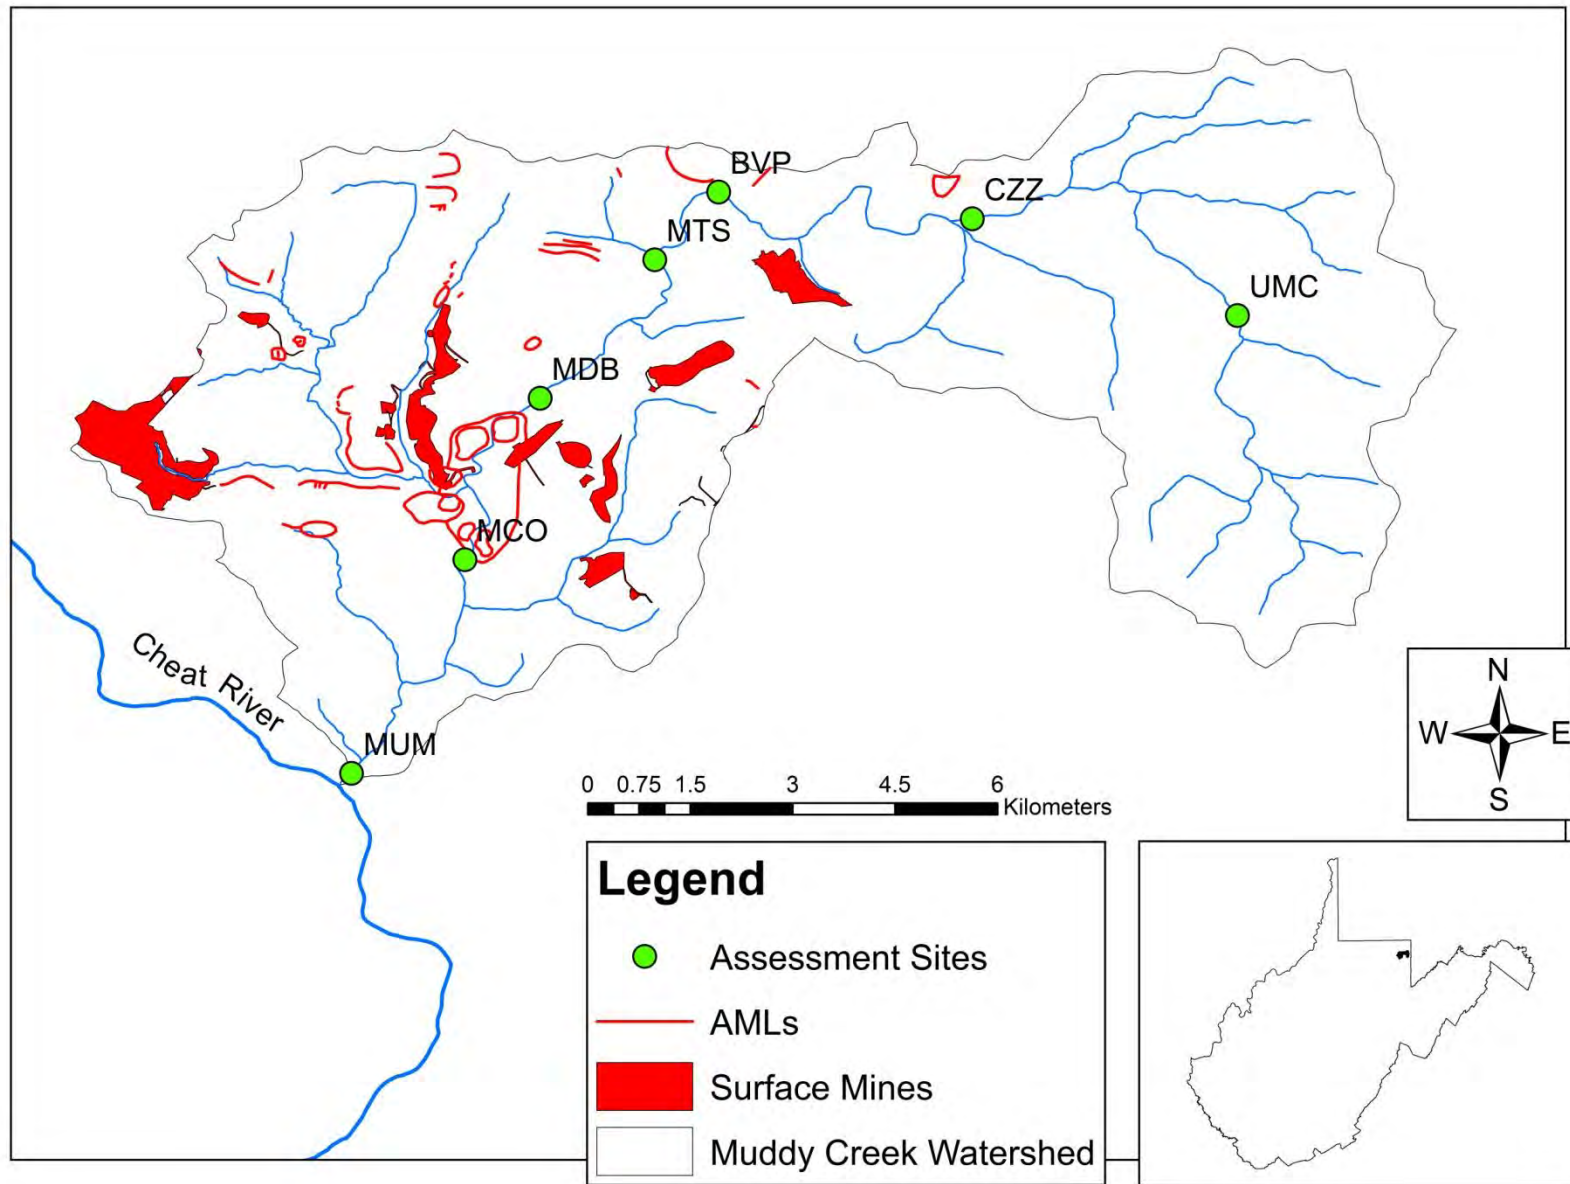 BVP
CZZ
MTS
UMC
MDB
MCO
Cheat River
MUM
N
W E
S
0 0.75 1.5 3 4.5 6
Kilometers
Legend
Assessment Sites
AMLs
Surface Mines
Muddy Creek Watershed